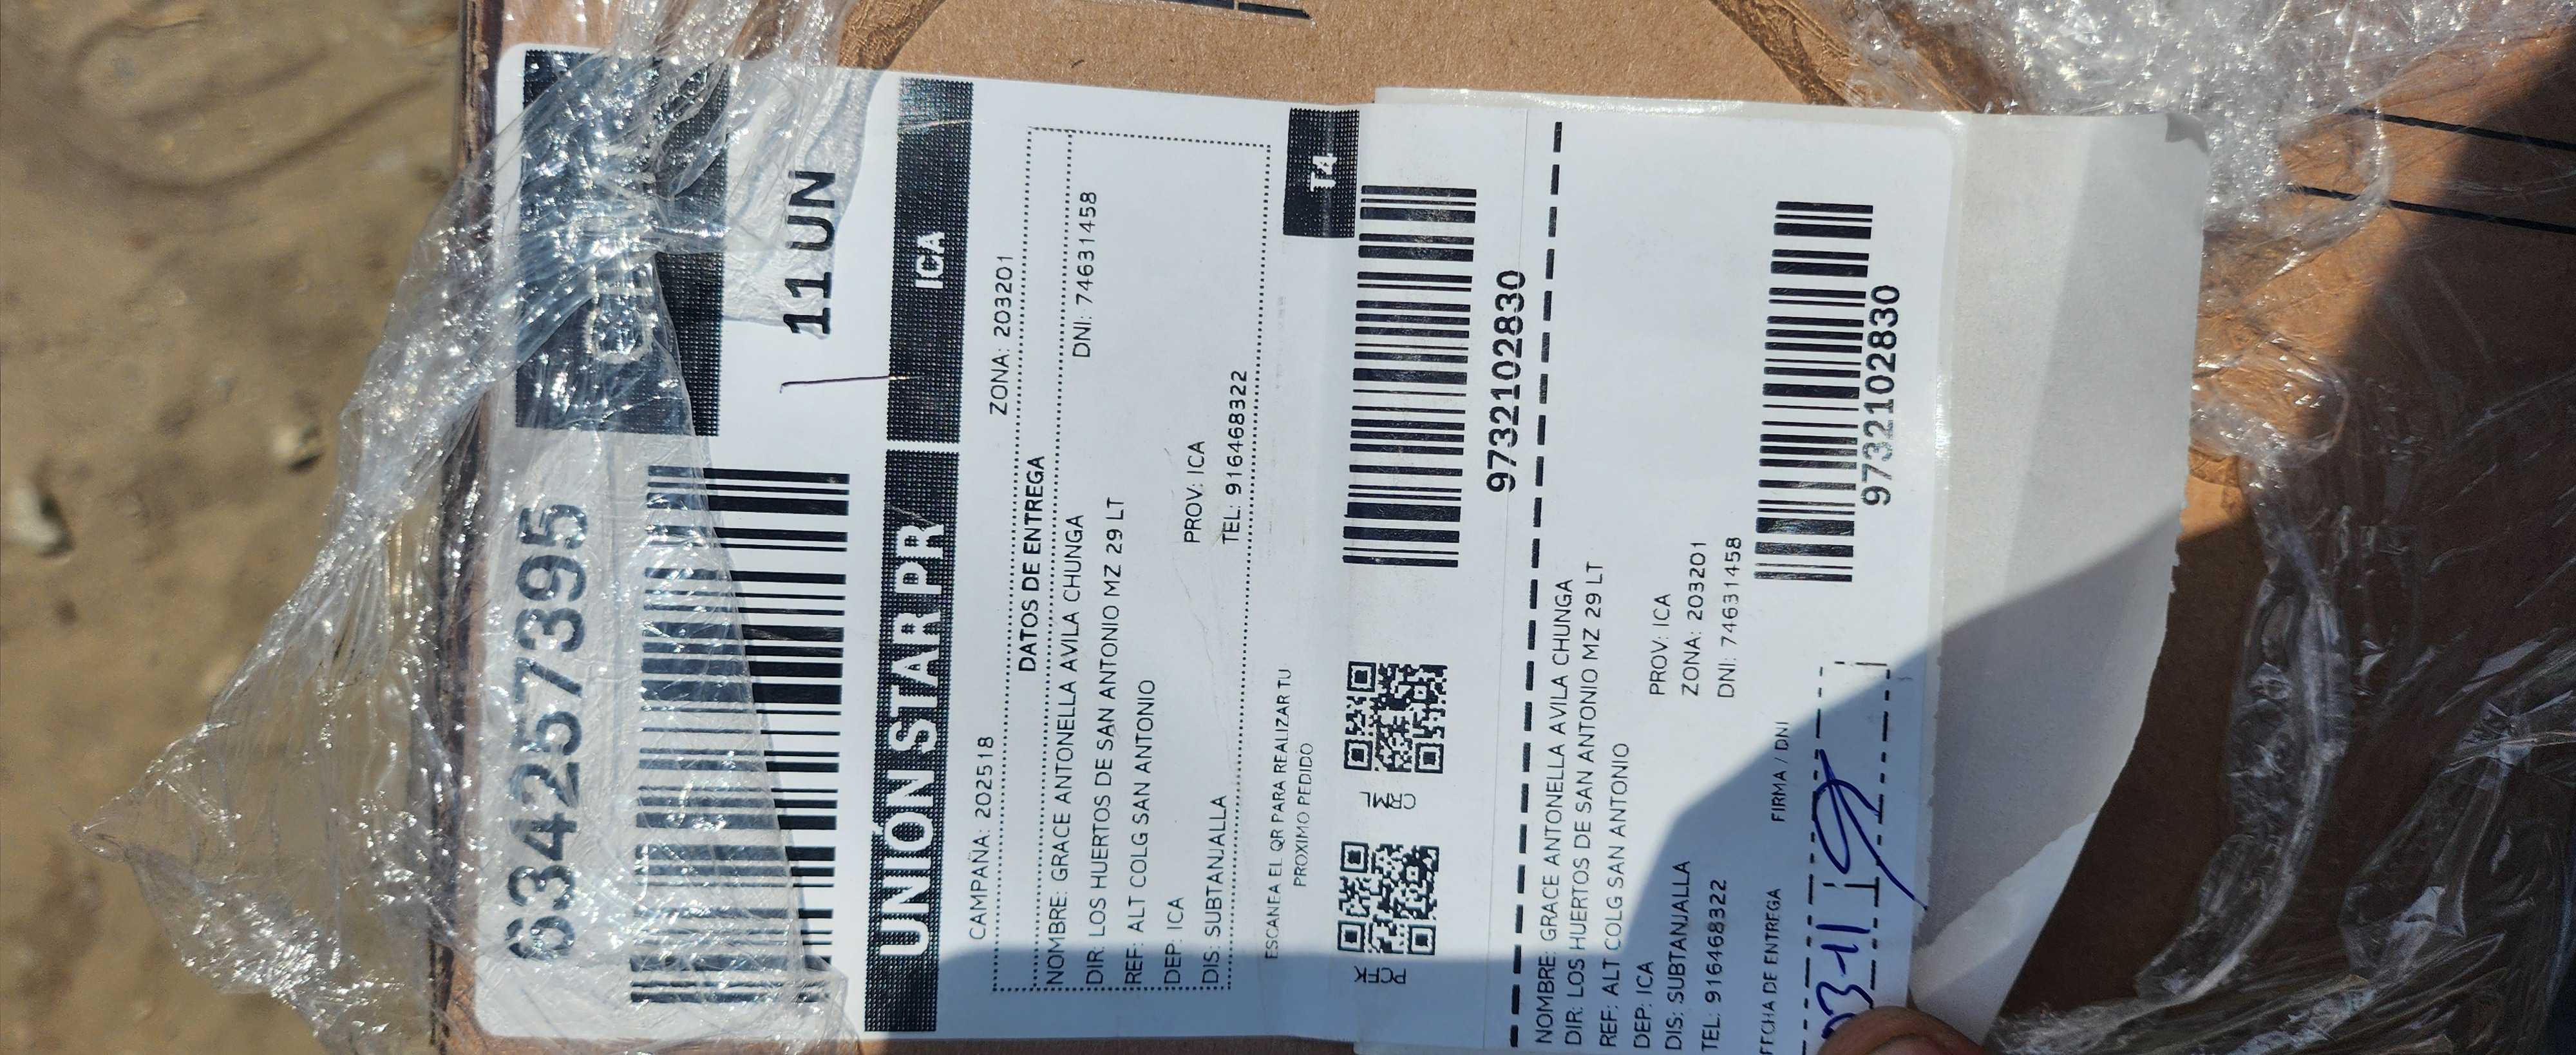 6342573395
11 UN
UNIÓN STAR PR ICA
CAMPAÑA: 202518 ZONA: 203201
DATOS DE ENTREGA
NOMBRE: GRACE ANTONELLA AVILA CHUNGA
DNI: 74631458
DIR: LOS HUERTOS DE SAN ANTONIO MZ 29 LT
REF: ALT COLG SAN ANTONIO
DEP: ICA PROV: ICA
DIS: SUBTANJALLA TEL: 916468322
ESCANEA EL QR PARA REALIZAR TU
PROXIMO PEDIDO
T4
9732102830
NOMBRE: GRACE ANTONELLA AVILA CHUNGA
DIR: LOS HUERTOS DE SAN ANTONIO MZ 29 LT
REF: ALT COLG SAN ANTONIO
DEP: ICA PROV: ICA
DIS: SUBTANJALLA ZONA: 203201
TEL: 916468322 DNI: 74631458
FECHA DE ENTREGA FIRMA / DNI
9732102830